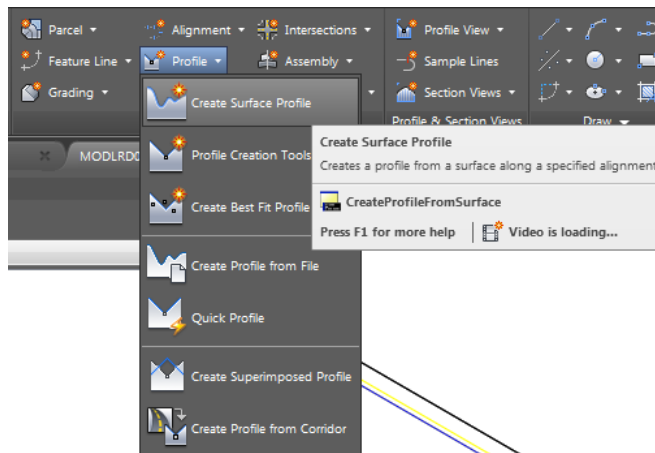 Parcel Alignment Intersections Profile View
Feature Line Profile Assembly Sample Lines
Grading Section Views
Create Surface Profile
Profile & Section Views Draw
Create Surface Profile
MODLRD Profile Creation Tools Creates a profile from a surface along a specified alignment
CreateProfileFromSurface
Create Best Fit Profile
Press F1 for more help Video is loading...
Create Profile from File
Quick Profile
Create Superimposed Profile
Create Profile from Corridor